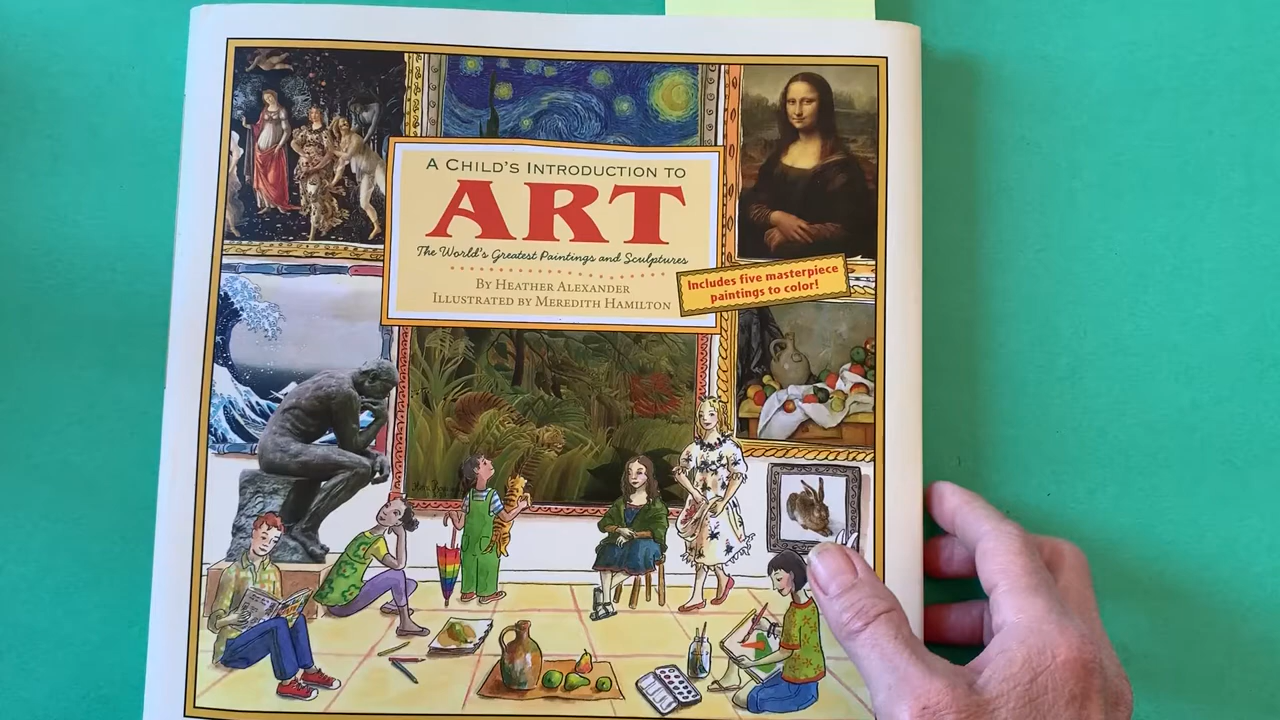 A CHILD'S INTRODUCTION TO
ART
The World's Greatest Paintings and Sculptures
BY HEATHER ALEXANDER
ILLUSTRATED BY MEREDITH HAMILTON
Includes five masterpiece
paintings to color!